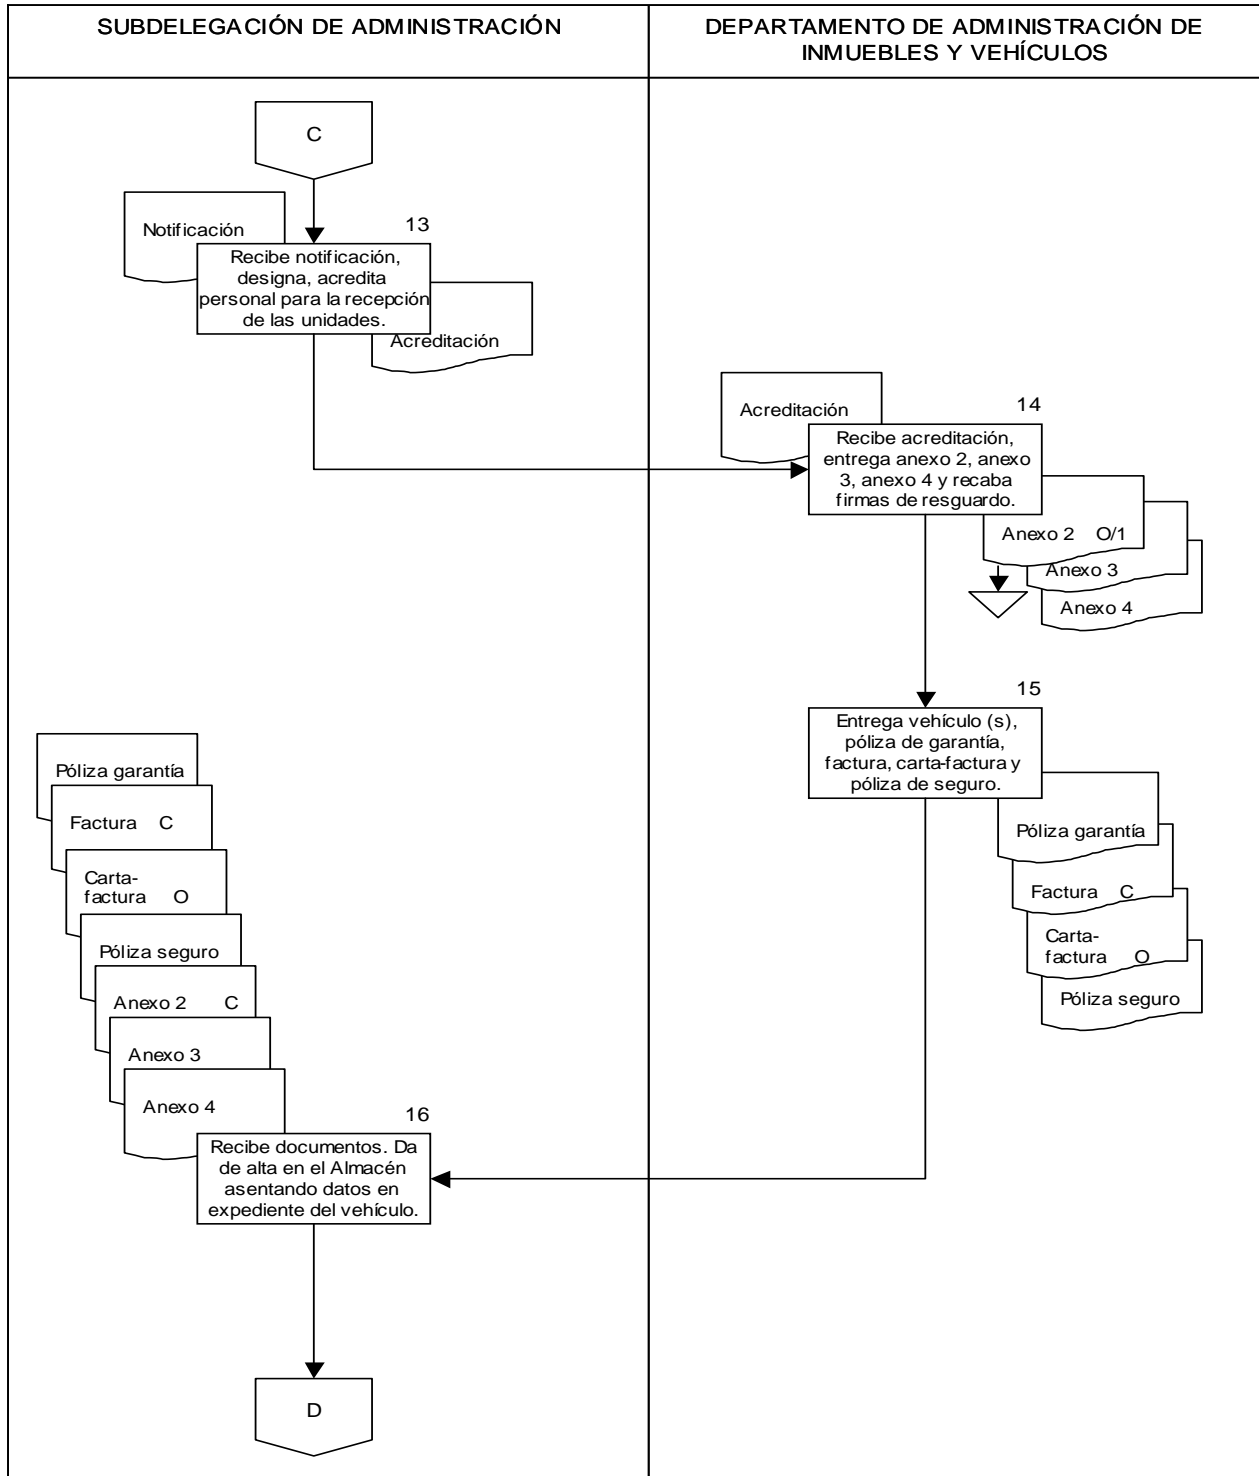 SUBDELEGACIÓN DE ADMINISTRACIÓN
DEPARTAMENTO DE ADMINISTRACIÓN DE
INMUEBLES Y VEHÍCULOS
C
Notificación
13
Recibe notificación,
designa, acredita
personal para la recepción
de las unidades.
Acreditación
Acreditación
14
Recibe acreditación,
entrega anexo 2, anexo
3, anexo 4 y recaba
firmas de resguardo.
Anexo 2 O/1
Anexo 3
Anexo 4
15
Entrega vehículo (s),
póliza de garantía,
factura, carta-factura y
póliza de seguro.
Póliza garantía
Factura C
Carta-
factura O
Póliza seguro
Póliza garantía
Factura C
Carta-
factura O
Póliza seguro
Anexo 2 C
Anexo 3
Anexo 4
16
Recibe documentos. Da
de alta en el Almacén
asentando datos en
expediente del vehículo.
D